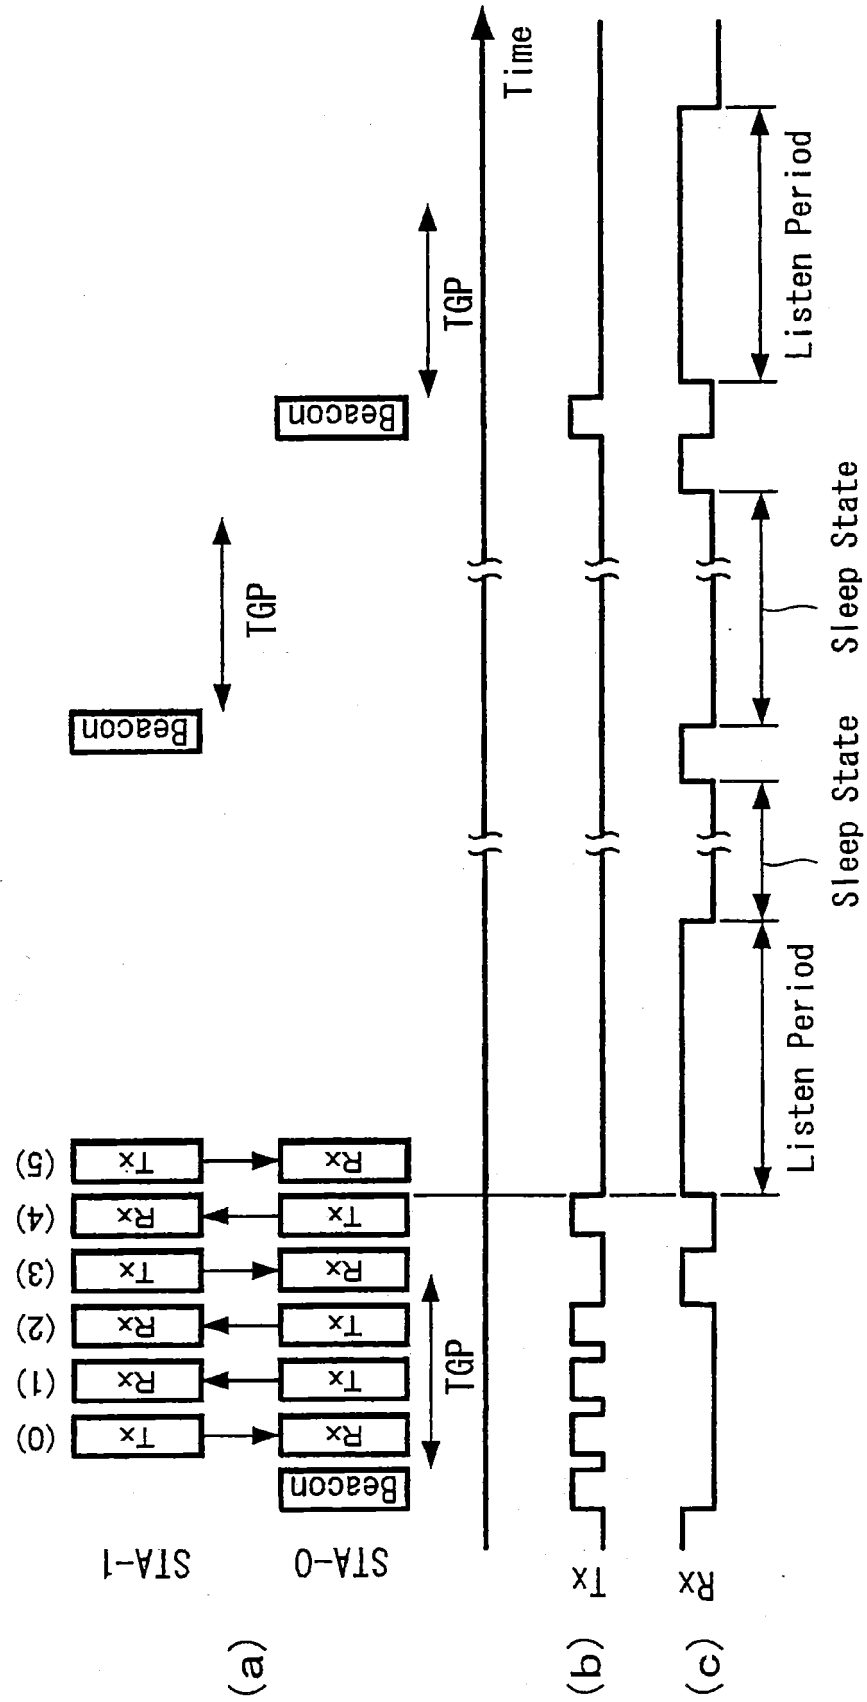 (a)
STA-1
STA-0
(0)
(1)
(2)
(3)
(4)
(5)
Tx
Rx
Rx
Tx
Rx
Tx
Beacon
Beacon
Rx
Tx
Tx
Rx
Tx
Rx
Beacon
TGP
TGP
TGP
Time
(b)
Tx
(c)
Rx
Listen Period
Listen Period
Sleep State
Sleep State